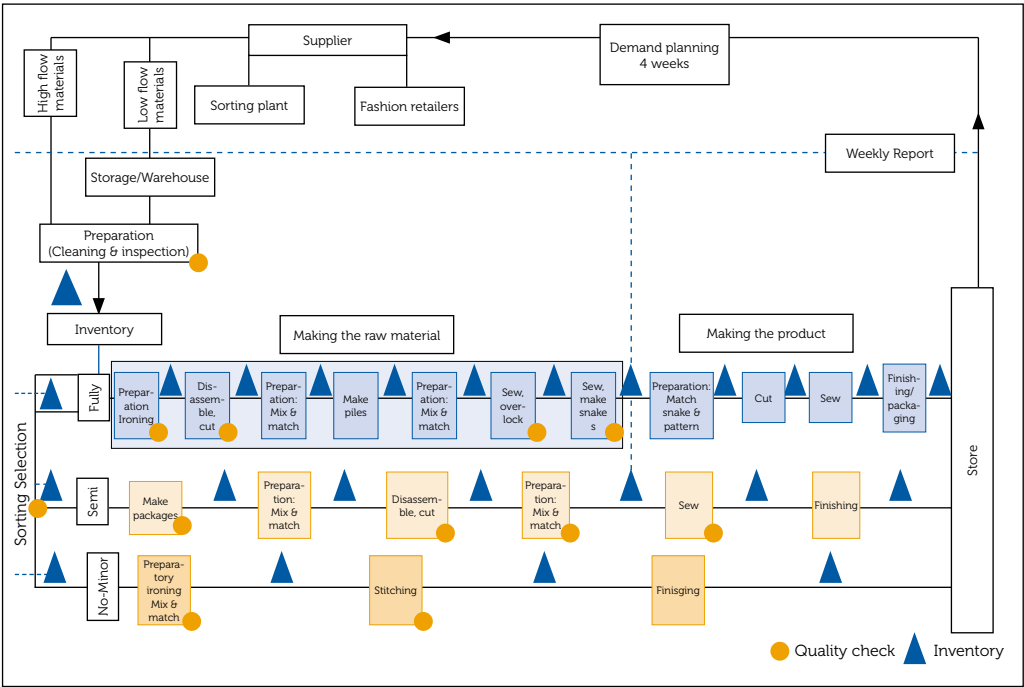 High flow
materials
Low flow
materials
Supplier
Sorting plant
Fashion retailers
Demand planning
4 weeks
Weekly Report
Storage/Warehouse
Preparation
(Cleaning & inspection)
Inventory
Making the raw material
Making the product
Sorting Selection
Fully
Prepar-
ation
Ironing
Dis-
assem-
ble,
cut
Prepar-
ation:
Mix &
match
Make
piles
Prepar-
ation:
Mix &
match
Sew,
over-
lock
Sew,
make
snake
s
Preparation:
Match
snake &
pattern
Cut
Sew
Finish-
ing/
packa-
ging
Store
Semi
Make
packages
Prepara-
tion:
Mix &
match
Disassem-
ble, cut
Prepara-
tion:
Mix &
match
Sew
Finishing
No-Minor
Prepara-
tory
ironing
Mix &
match
Stitching
Finisging
Quality check
Inventory